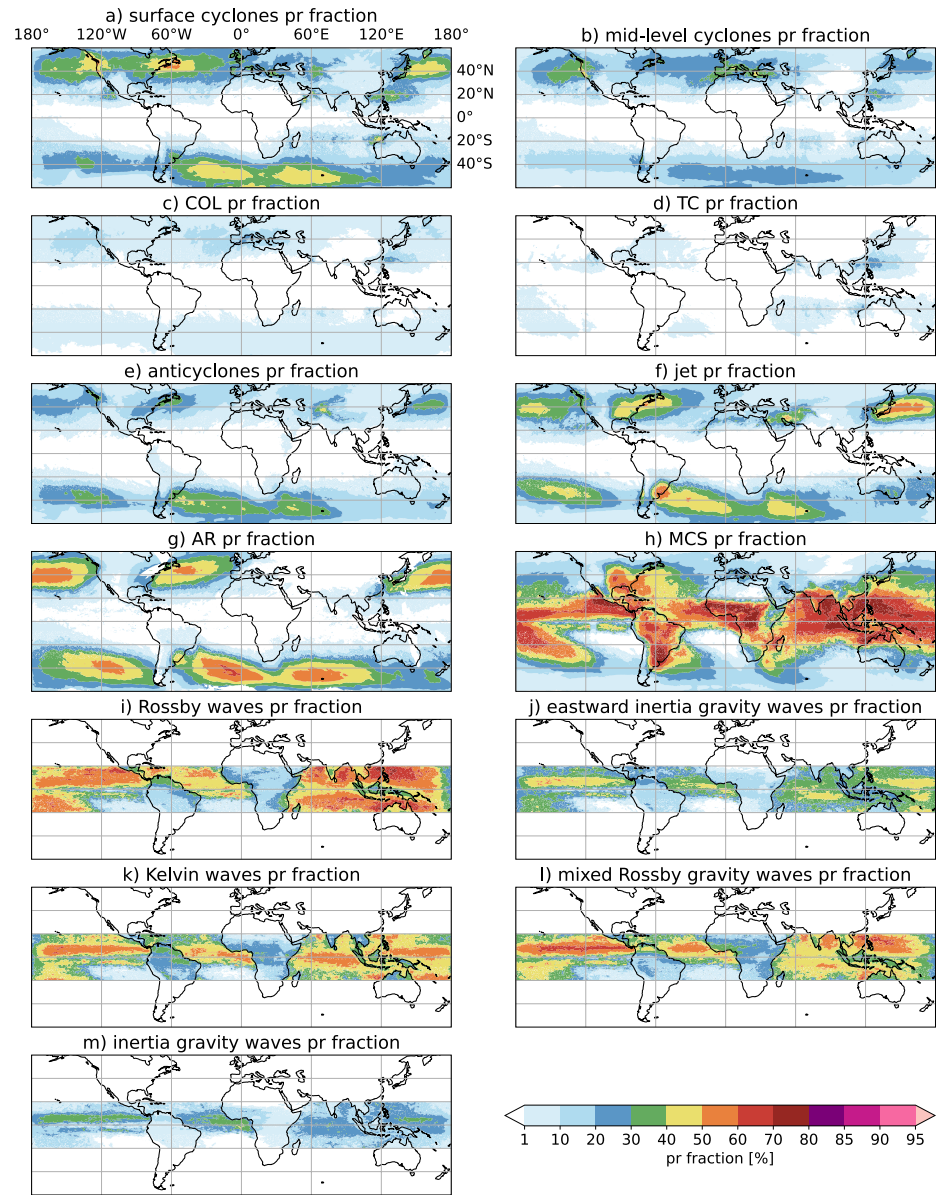 a) surface cyclones pr fraction
180° 120°W 60°W 0° 60°E 120°E 180°
40°N
20°N
0°
20°S
40°S
b) mid-level cyclones pr fraction
c) COL pr fraction
d) TC pr fraction
e) anticyclones pr fraction
f) jet pr fraction
g) AR pr fraction
h) MCS pr fraction
i) Rossby waves pr fraction
j) eastward inertia gravity waves pr fraction
k) Kelvin waves pr fraction
l) mixed Rossby gravity waves pr fraction
m) inertia gravity waves pr fraction
1 10 20 30 40 50 60 70 80 85 90 95
pr fraction [%]